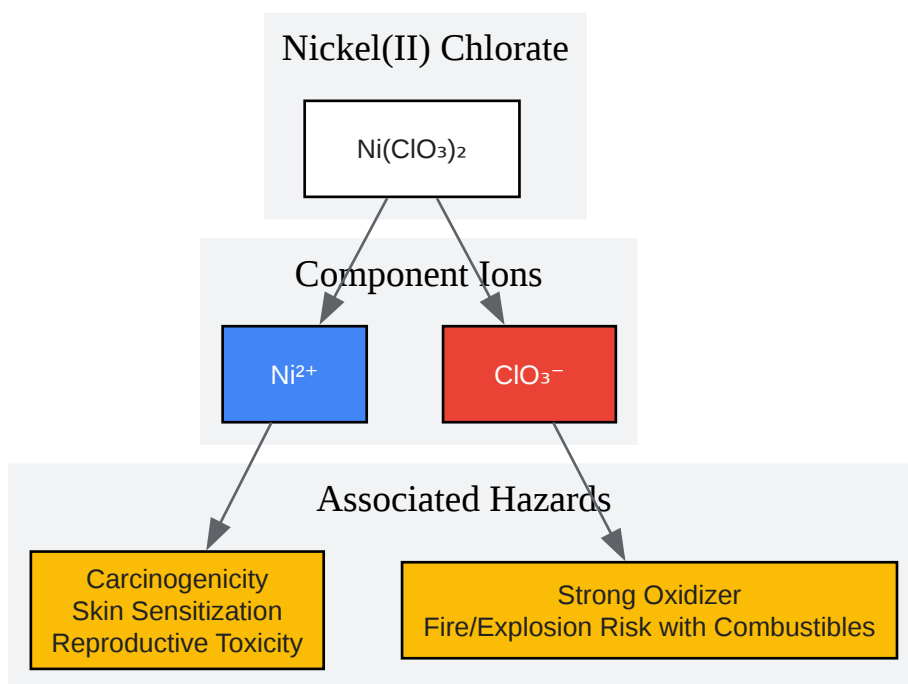 Nickel(II) Chlorate
Ni(ClO₃)₂
Component Ions
Ni²⁺
ClO₃⁻
Associated Hazards
Carcinogenicity
Skin Sensitization
Reproductive Toxicity
Strong Oxidizer
Fire/Explosion Risk with Combustibles